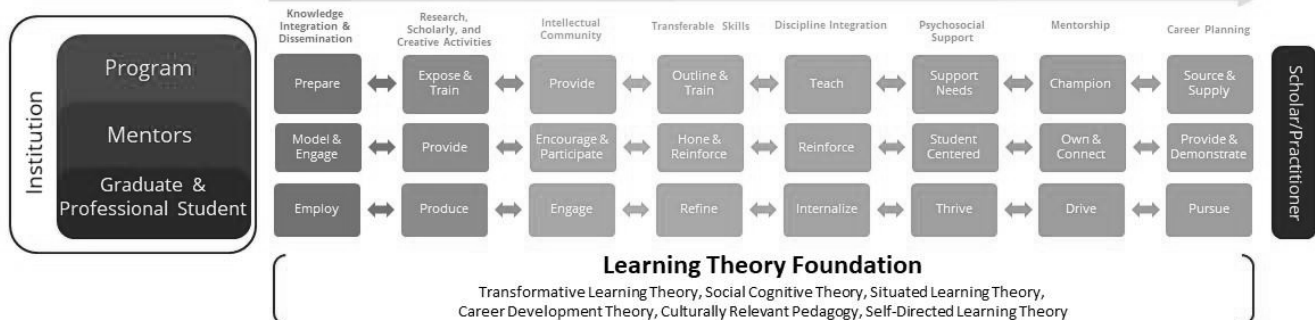 Knowledge
Integration &
Dissemination
Research,
Scholarly, and
Creative Activities
Intellectual
Community
Transferable Skills
Discipline Integration
Psychosocial
Support
Mentorship
Career Planning
Institution
Program
Mentors
Graduate &
Professional Student
Prepare
Expose &
Train
Provide
Outline &
Train
Teach
Support
Needs
Champion
Source &
Supply
Model &
Engage
Provide
Encourage &
Participate
Hone &
Reinforce
Reinforce
Student
Centered
Own &
Connect
Provide &
Demonstrate
Employ
Produce
Engage
Refine
Internalize
Thrive
Drive
Pursue
Scholar/Practitioner
Learning Theory Foundation
Transformative Learning Theory, Social Cognitive Theory, Situated Learning Theory,
Career Development Theory, Culturally Relevant Pedagogy, Self-Directed Learning Theory